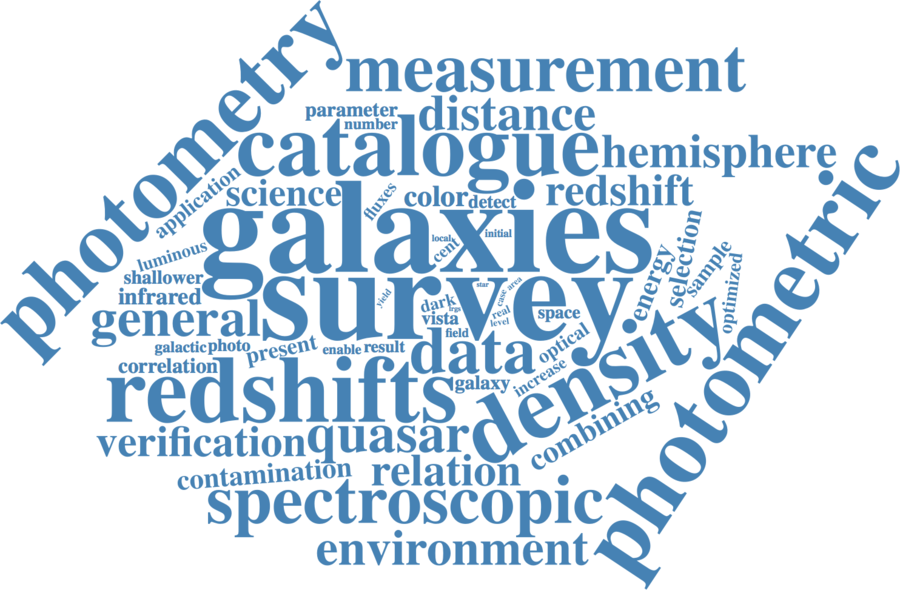 photometry
measurement
parameter
distance
number
catalogue
hemisphere
photometric
application
science
fluxes
color
detect
redshift
galaxies
local
cent
initial
luminous
shallower
infrared
general
survey
yield
dark
lrgs
vista
field
star
case
area
real
level
space
energy
selection
sample
optimized
galactic
photo
present
enable
result
data
optical
density
correlation
redshifts
galaxy
increase
verification
quasar
combining
contamination
relation
spectroscopic
environment